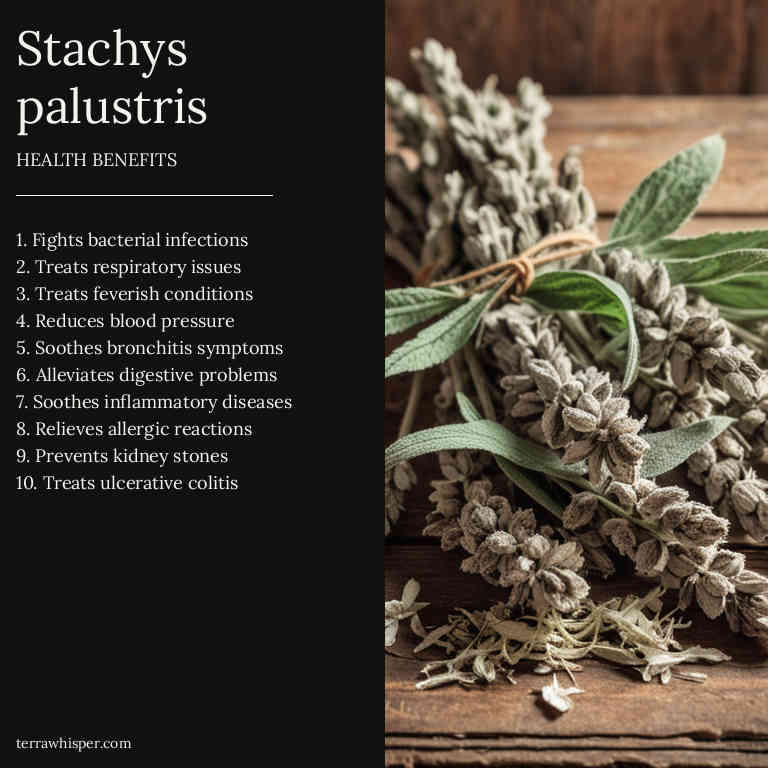 Stachys
palustris
HEALTH BENEFITS
1. Fights bacterial infections
2. Treats respiratory issues
3. Treats feverish conditions
4. Reduces blood pressure
5. Soothes bronchitis symptoms
6. Alleviates digestive problems
7. Soothes inflammatory diseases
8. Relieves allergic reactions
9. Prevents kidney stones
10. Treats ulcerative colitis
terrawhisper.com